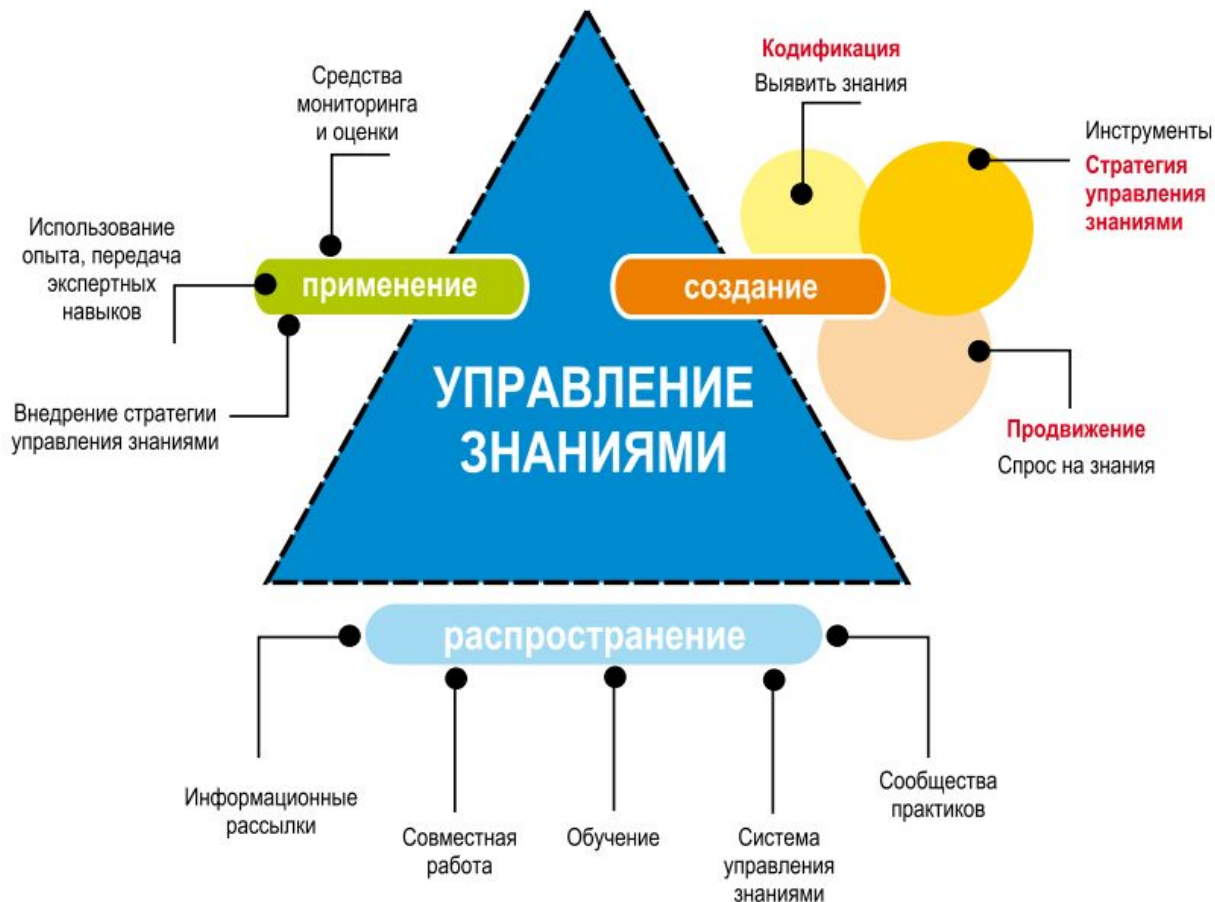 Кодификация
Выявить знания
Средства
мониторинга
и оценки
Инструменты
Стратегия
управления
знаниями
Использование
опыта, передача
экспертных
навыков
применение
создание
УПРАВЛЕНИЕ
ЗНАНИЯМИ
Внедрение стратегии
управления знаниями
Продвижение
Спрос на знания
распространение
Информационные
рассылки
Совместная
работа
Обучение
Система
управления
знаниями
Сообщества
практиков